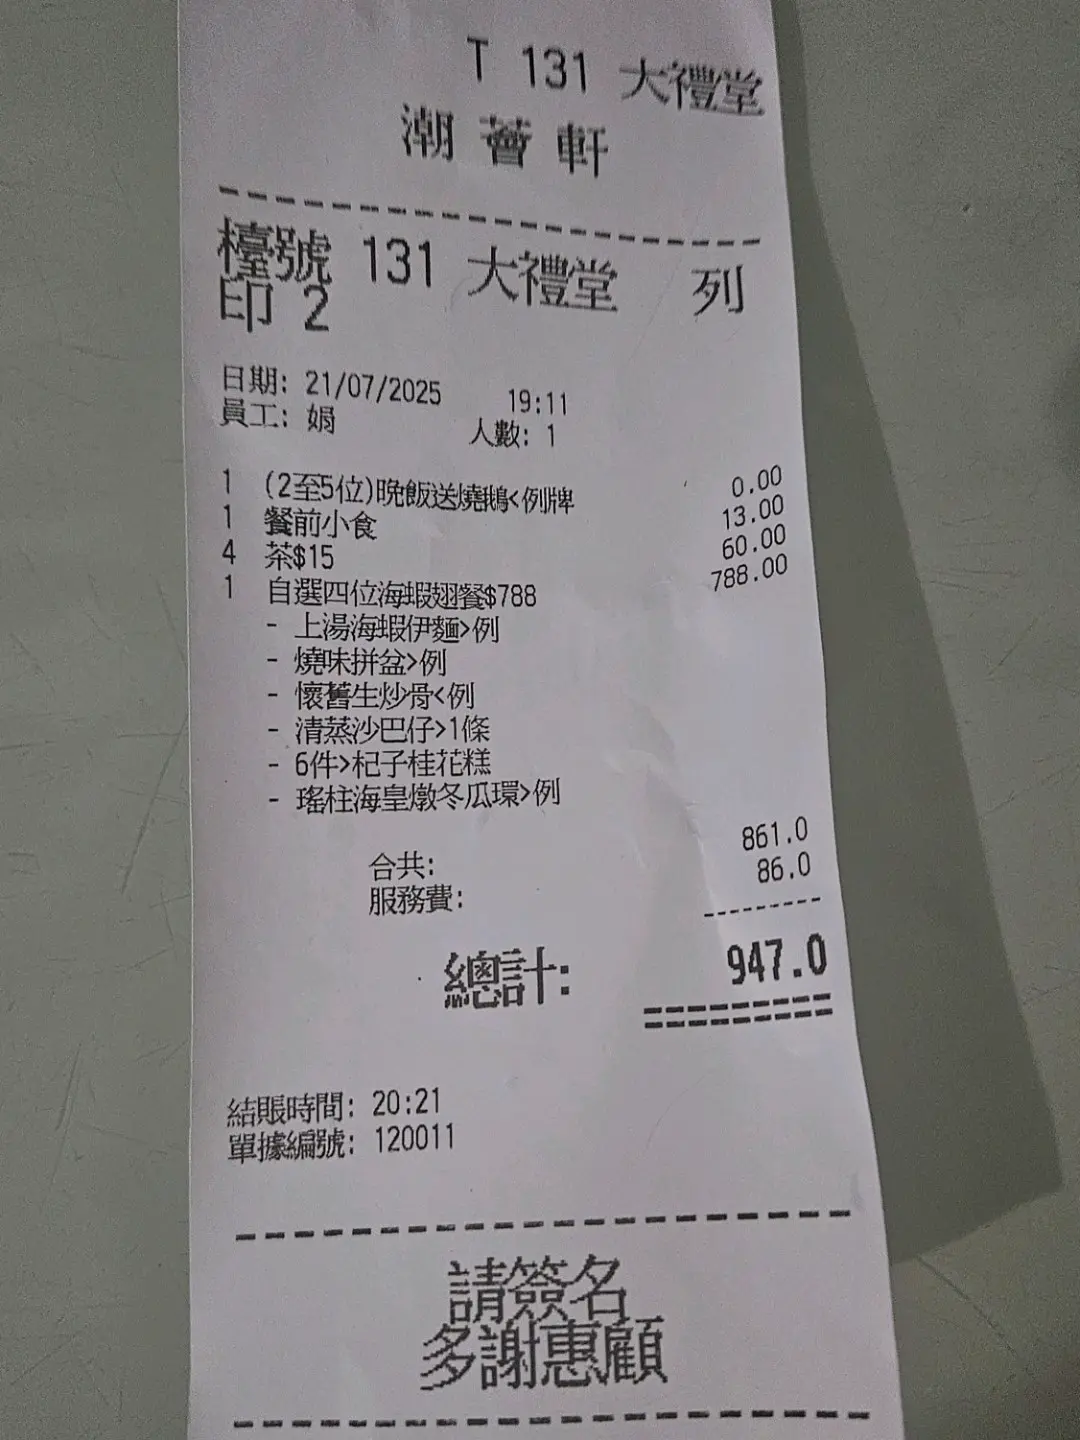 T 131 大禮堂
潮薈軒
檯號 131 大禮堂 列
印 2
日期: 21/07/2025 19:11
員工: 娟 人數: 1
1 (2至5位)晚飯送燒鵝<例牌 0.00
1 餐前小食 13.00
4 茶$15 60.00
1 自選四位海蝦翅餐$788 788.00
- 上湯海蝦伊麵>例
- 燒味拼盆>例
- 懷舊生炒骨<例
- 清蒸沙巴仔>1條
- 6件>杞子桂花糕
- 瑤柱海皇燉冬瓜環>例
合共: 861.0
服務費: 86.0
總計: 947.0
結賬時間: 20:21
單據編號: 120011
請簽名
多謝惠顧